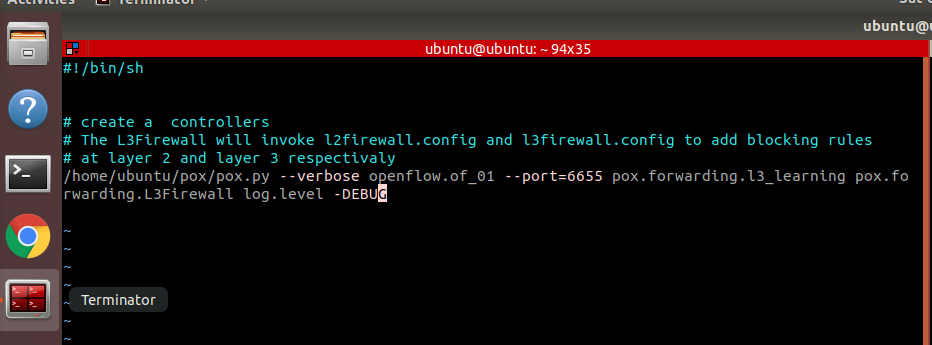 Activities
Terminator
Sat
ubuntu@u
ubuntu@ubuntu: ~ 94x35
#!/bin/sh
# create a  controllers
# The L3Firewall will invoke l2firewall.config and l3firewall.config to add blocking rules
# at layer 2 and layer 3 respectivaly
/home/ubuntu/pox/pox.py --verbose openflow.of_01 --port=6655 pox.forwarding.l3_learning pox.fo
rwarding.L3Firewall log.level -DEBUG
~
~
~
~
~
~
~
Terminator